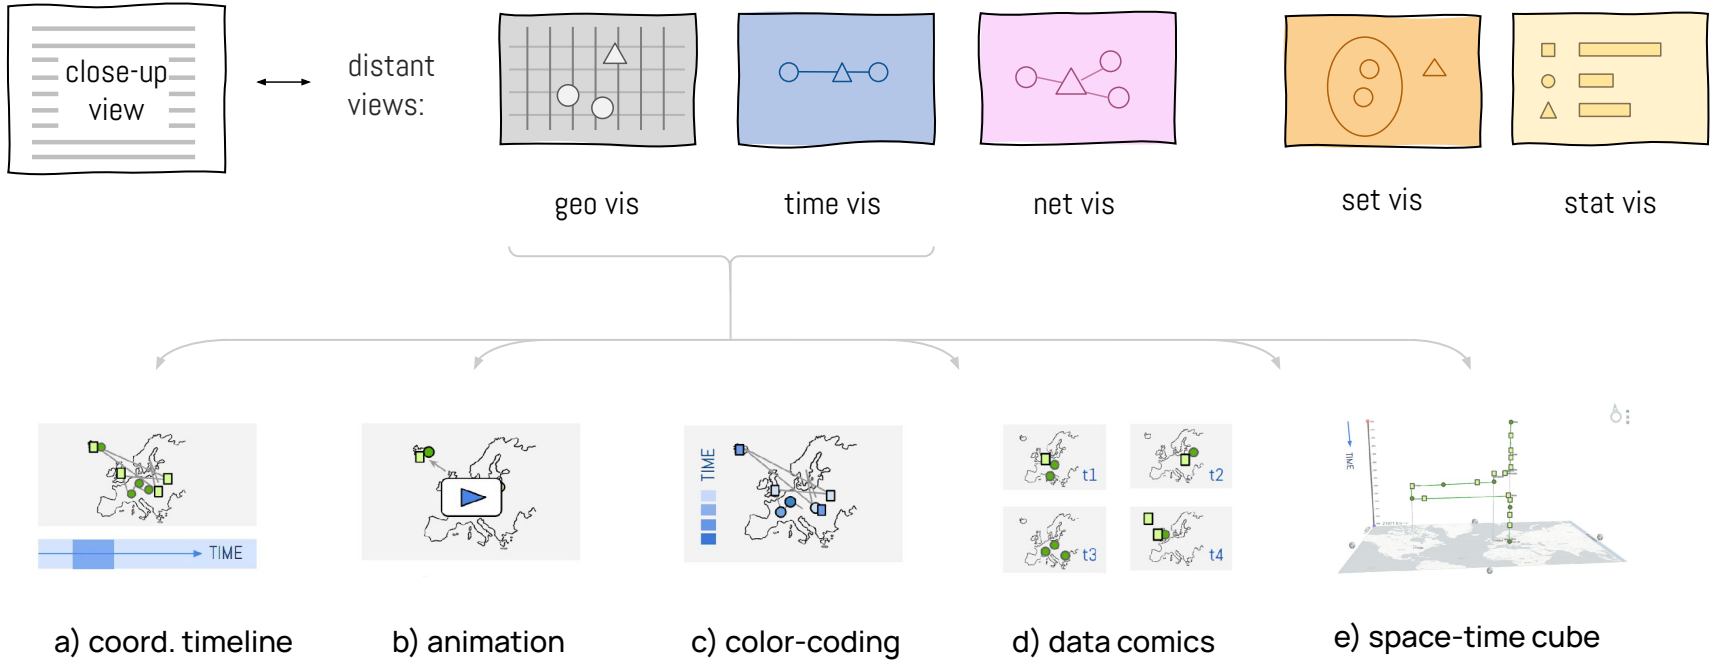 close-up
view
distant
views:
geo vis
time vis
net vis
set vis
stat vis
TIME
TIME
t1
t2
t3
t4
TIME
a) coord. timeline
b) animation
c) color-coding
d) data comics
e) space-time cube